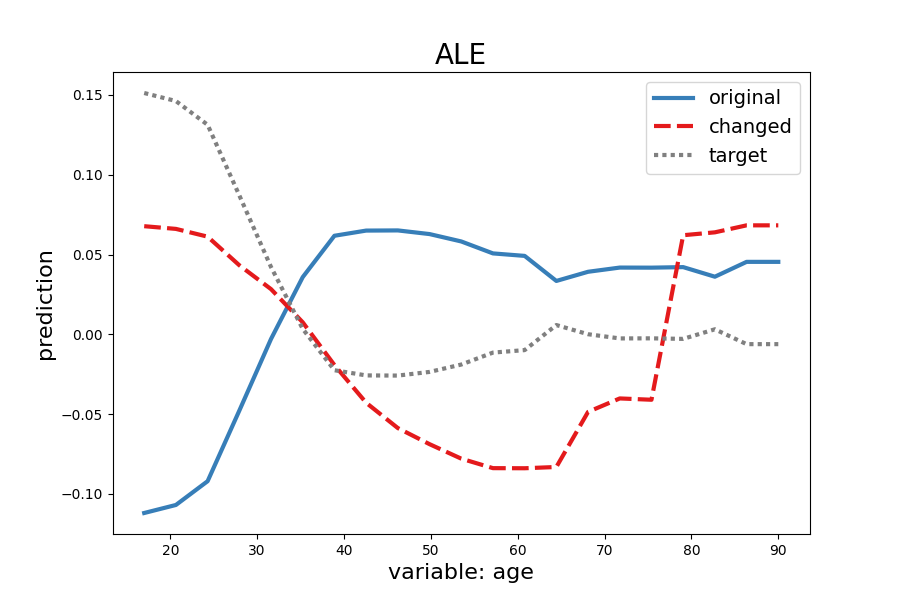 ALE
original
changed
target
prediction
0.15
0.10
0.05
0.00
−0.05
−0.10
20 30 40 50 60 70 80 90
variable: age